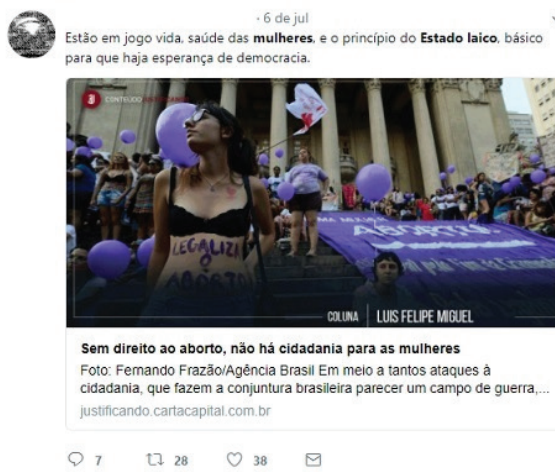 · 6 de jul
Estão em jogo vida, saúde das mulheres, e o princípio do Estado laico, básico
para que haja esperança de democracia.
CONTEÚDO
LEGALIZE
O
ABORTO
ABORTO.
COLUNA | LUIS FELIPE MIGUEL
Sem direito ao aborto, não há cidadania para as mulheres
Foto: Fernando Frazão/Agência Brasil Em meio a tantos ataques à
cidadania, que fazem a conjuntura brasileira parecer um campo de guerra,...
justificando.cartacapital.com.br
7 28 38